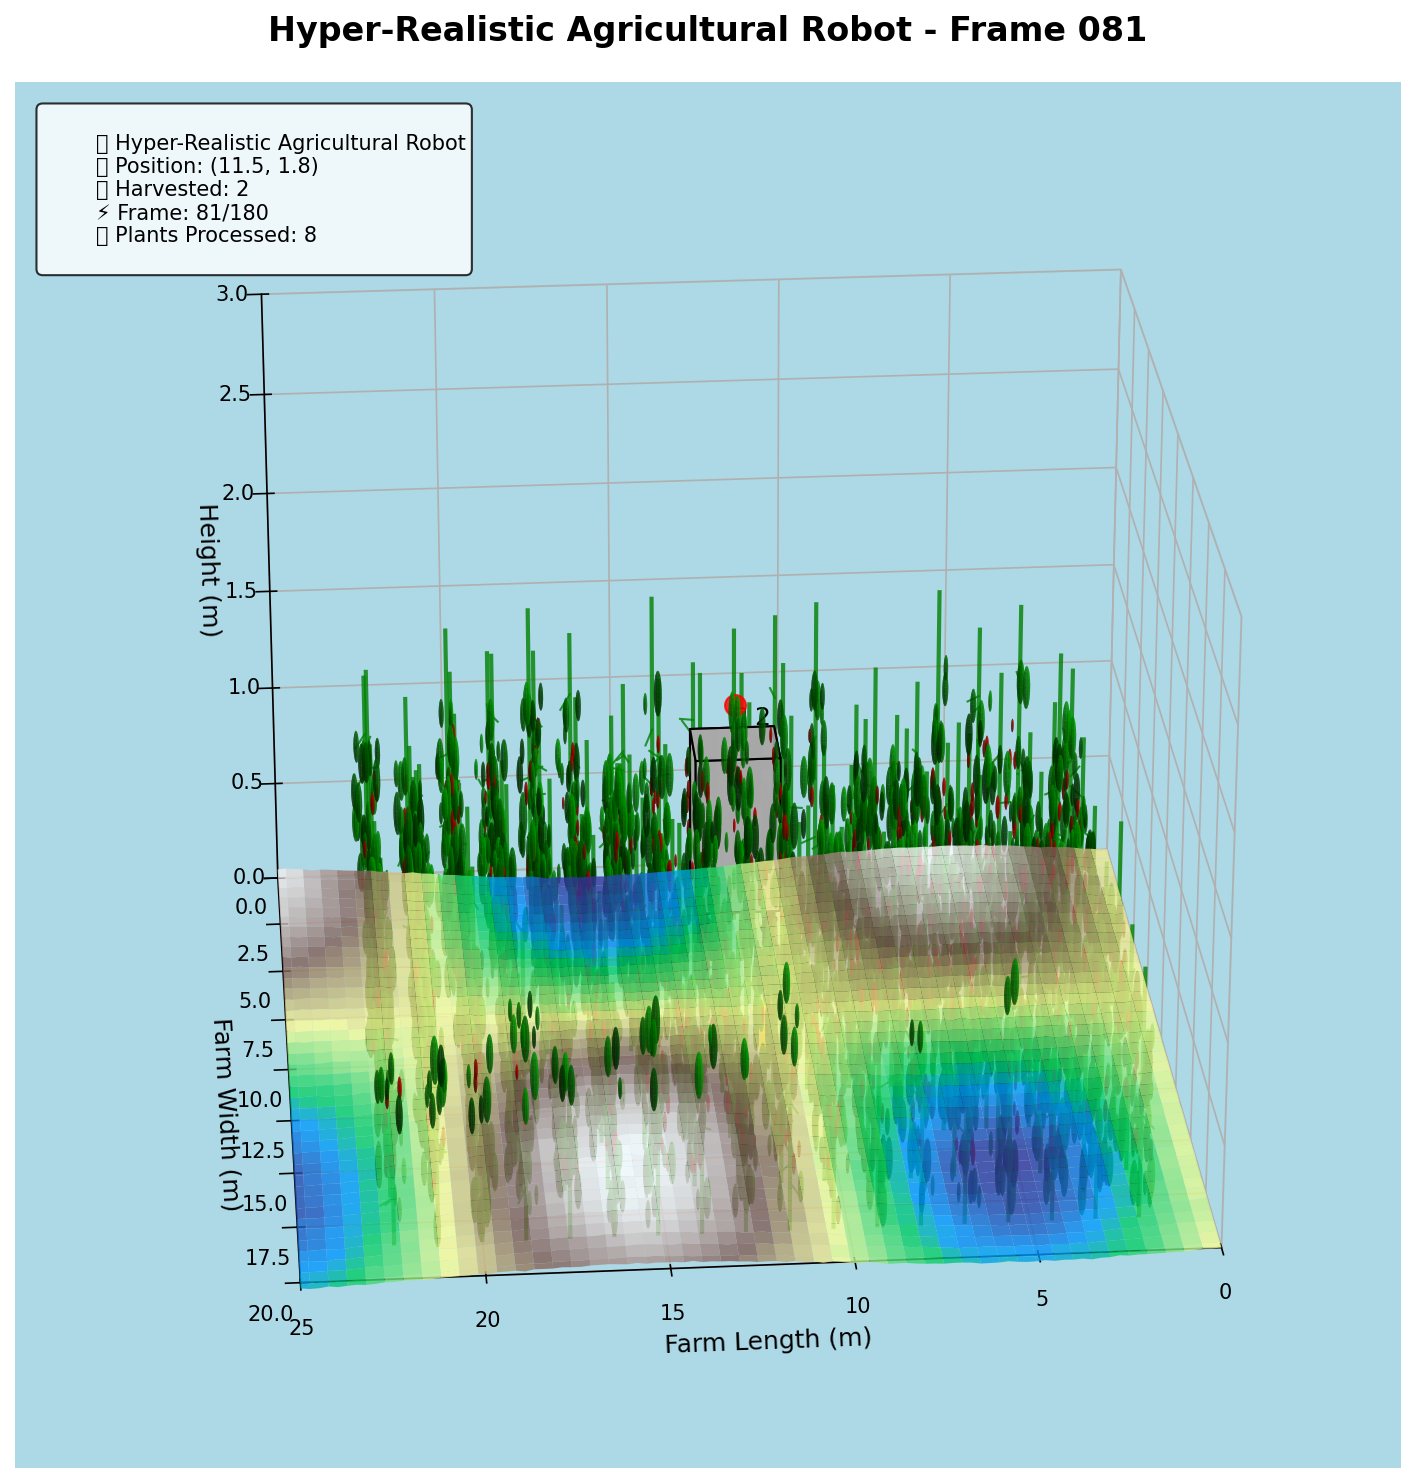 Hyper-Realistic Agricultural Robot - Frame 081
▯ Hyper-Realistic Agricultural Robot
▯ Position: (11.5, 1.8)
▯ Harvested: 2
⚡ Frame: 81/180
▯ Plants Processed: 8
3.0
2.5
2.0
1.5
1.0
0.5
0.0
Height (m)
2
0.0
2.5
5.0
7.5
10.0
12.5
15.0
17.5
20.0
Farm Width (m)
25
20
15
10
5
0
Farm Length (m)